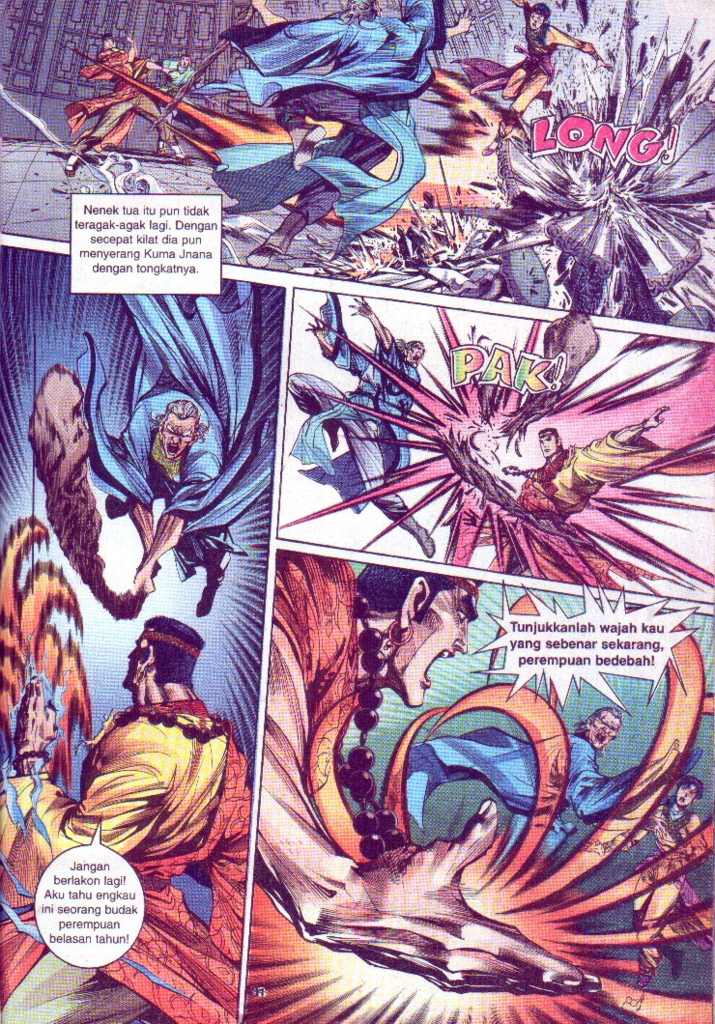 LONG!
Nenek tua itu pun tidak
teragak-agak lagi. Dengan
secepat kilat dia pun
menyerang Kuma Jnana
dengan tongkatnya.
PAK!
Jangan
berlakon lagi!
Aku tahu engkau
ini seorang budak
perempuan
belasan tahun!
Tunjukkanlah wajah kau
yang sebenar sekarang,
perempuan bedebah!